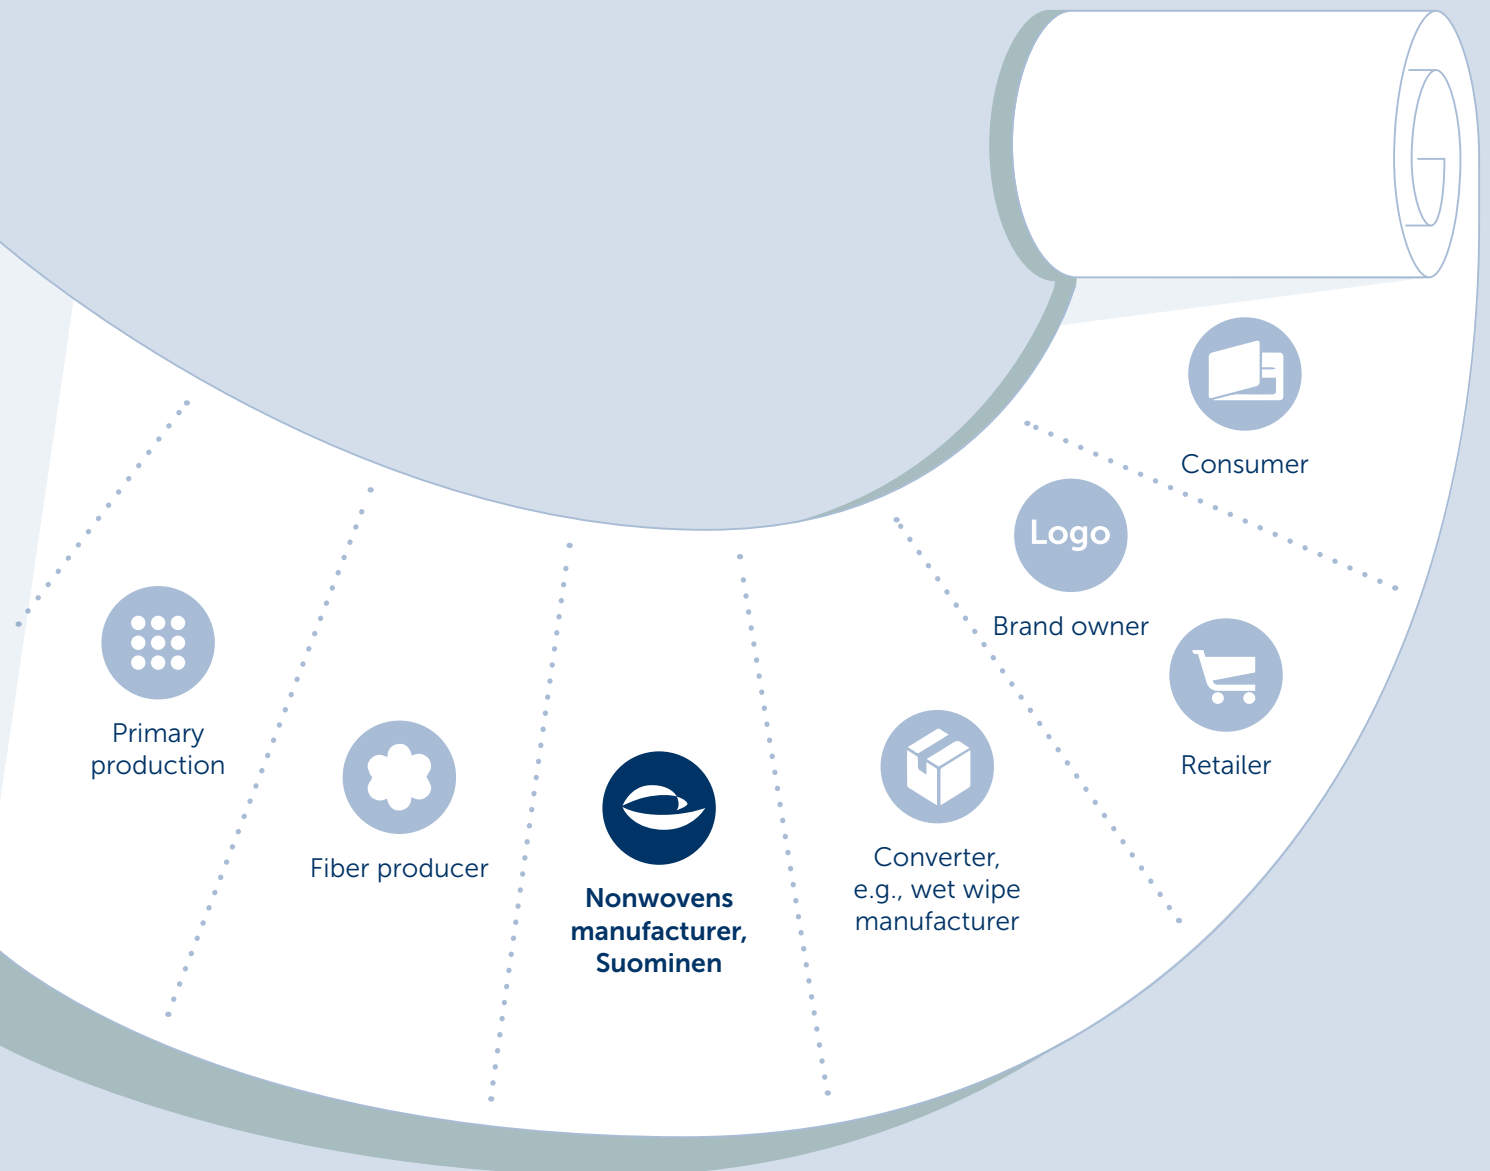 Primary
production
Fiber producer
Nonwovens
manufacturer,
Suominen
Converter,
e.g., wet wipe
manufacturer
Logo
Brand owner
Retailer
Consumer